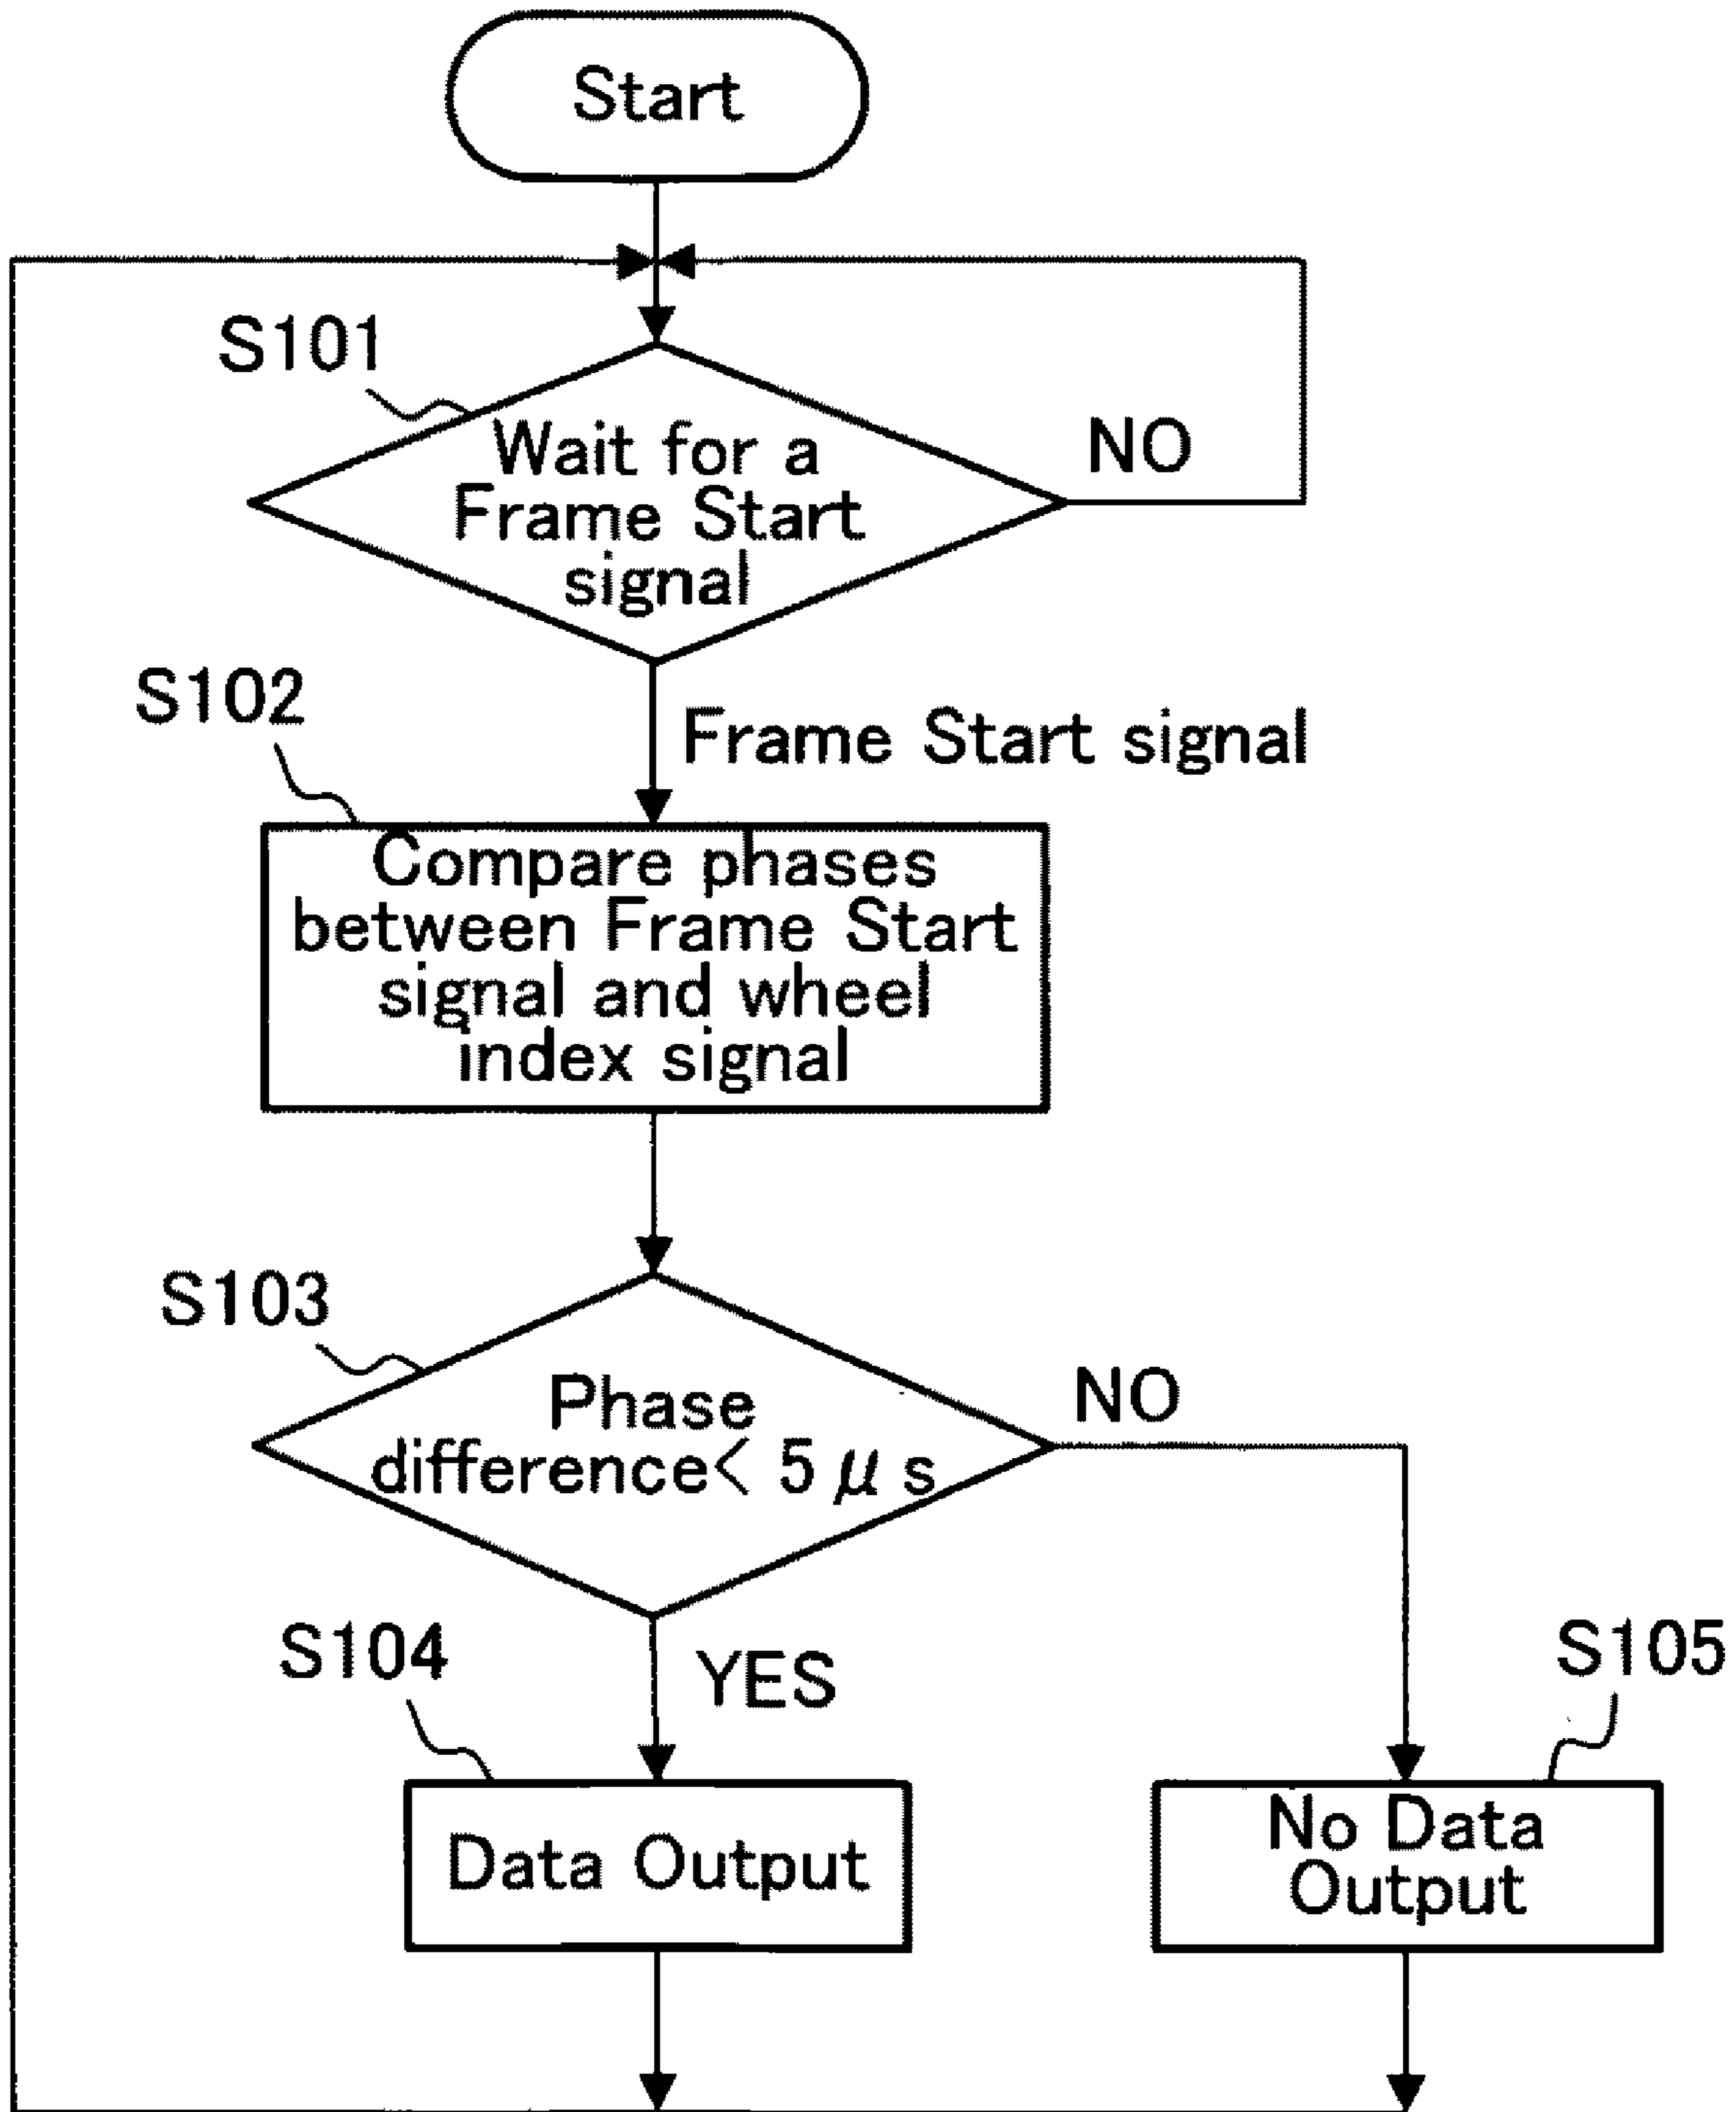 Start
S101
Wait for a
Frame Start
signal
NO
S102
Frame Start signal
Compare phases
between Frame Start
signal and wheel
index signal
S103
Phase
difference< 5 μ s
NO
S104
YES
S105
Data Output
No Data
Output